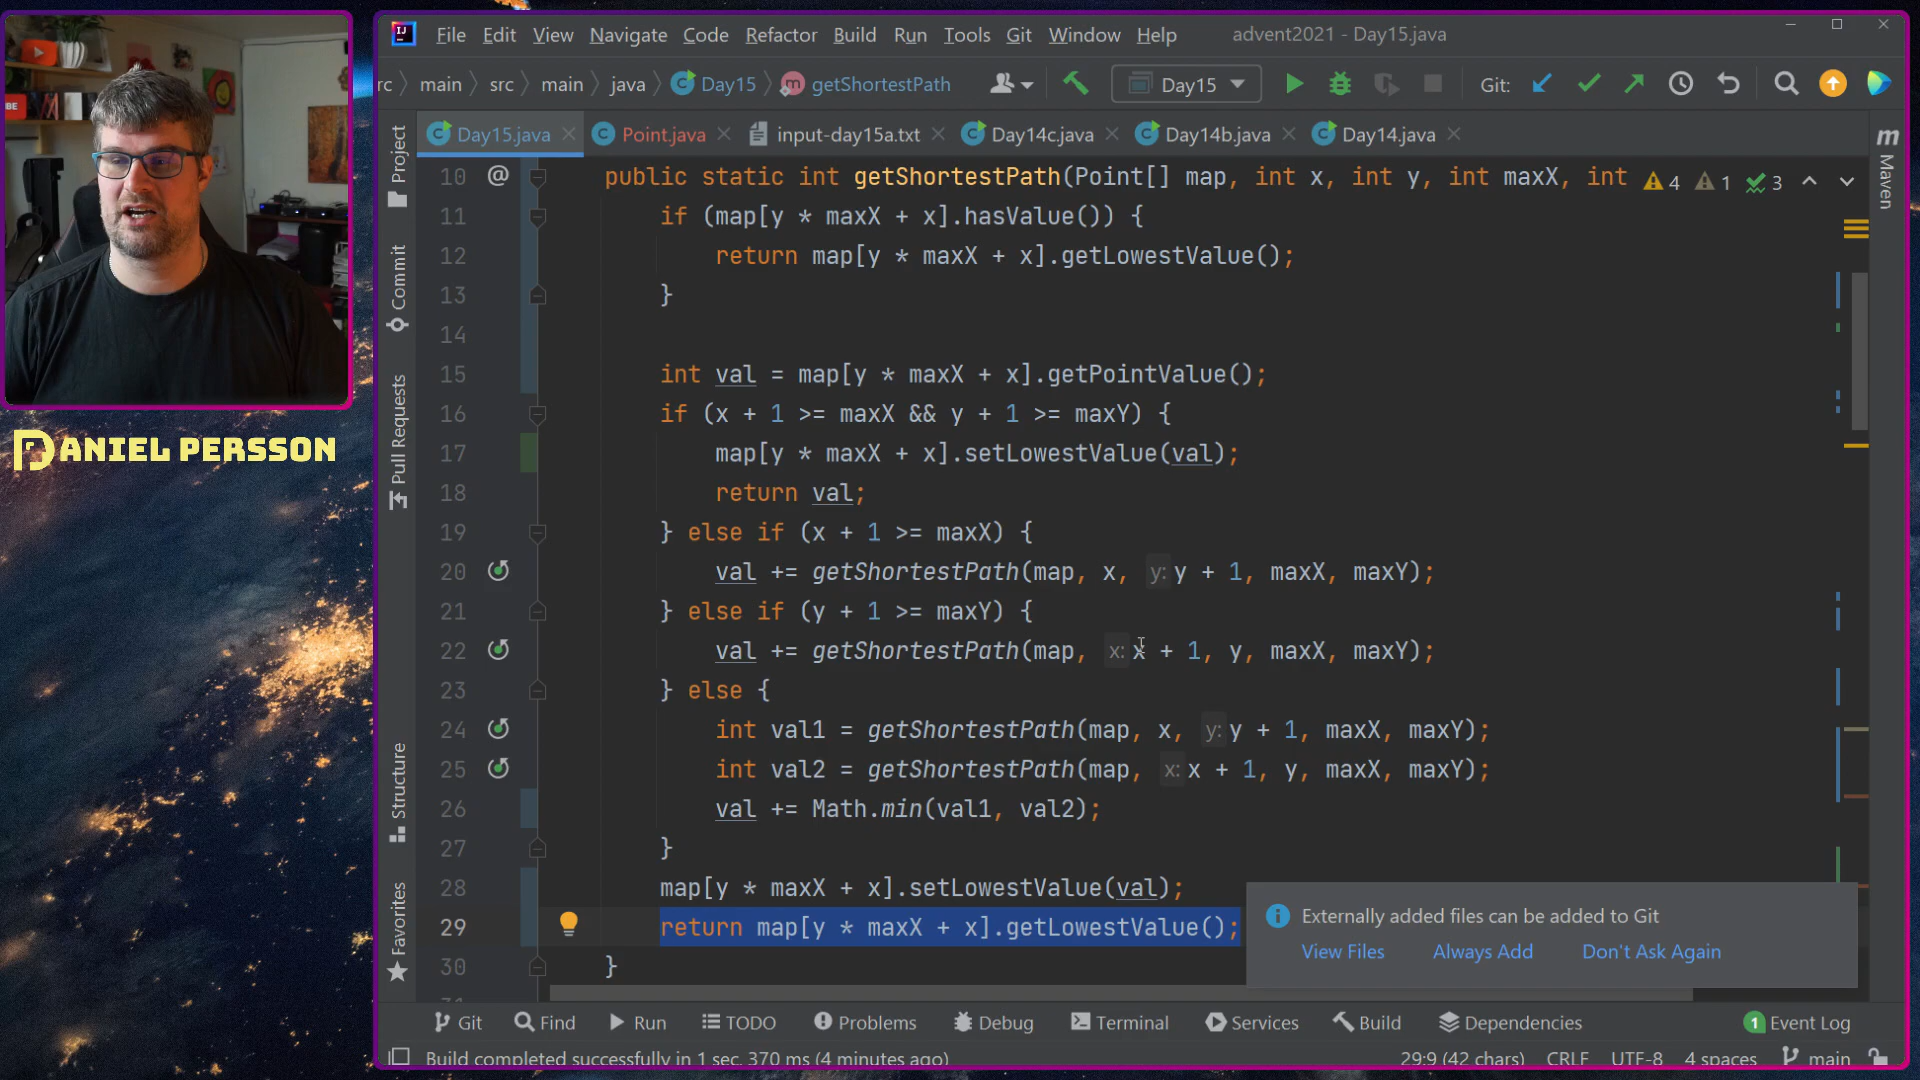 File Edit View Navigate Code Refactor Build Run Tools Git Window Help advent2021 - Day15.java
rc main src main java Day15 getShortestPath Day15 Git:
Day15.java Point.java input-day15a.txt Day14c.java Day14b.java Day14.java
10 public static int getShortestPath(Point[] map, int x, int y, int maxX, int 4 1 3
11 if (map[y * maxX + x].hasValue()) {
12 return map[y * maxX + x].getLowestValue();
13 }
14
15 int val = map[y * maxX + x].getPointValue();
16 if (x + 1 >= maxX && y + 1 >= maxY) {
17 map[y * maxX + x].setLowestValue(val);
18 return val;
19 } else if (x + 1 >= maxX) {
20 val += getShortestPath(map, x, y: y + 1, maxX, maxY);
21 } else if (y + 1 >= maxY) {
22 val += getShortestPath(map, x: x + 1, y, maxX, maxY);
23 } else {
24 int val1 = getShortestPath(map, x, y: y + 1, maxX, maxY);
25 int val2 = getShortestPath(map, x: x + 1, y, maxX, maxY);
26 val += Math.min(val1, val2);
27 }
28 map[y * maxX + x].setLowestValue(val);
29 return map[y * maxX + x].getLowestValue();
30 }
Project
Commit
Pull Requests
Structure
Favorites
m Maven
DANIEL PERSSON
Externally added files can be added to Git
View Files Always Add Don't Ask Again
Git Find Run TODO Problems Debug Terminal Services Build Dependencies 1 Event Log
Build completed successfully in 1 sec, 370 ms (4 minutes ago) 29:9 (42 chars) CRLF UTF-8 4 spaces main